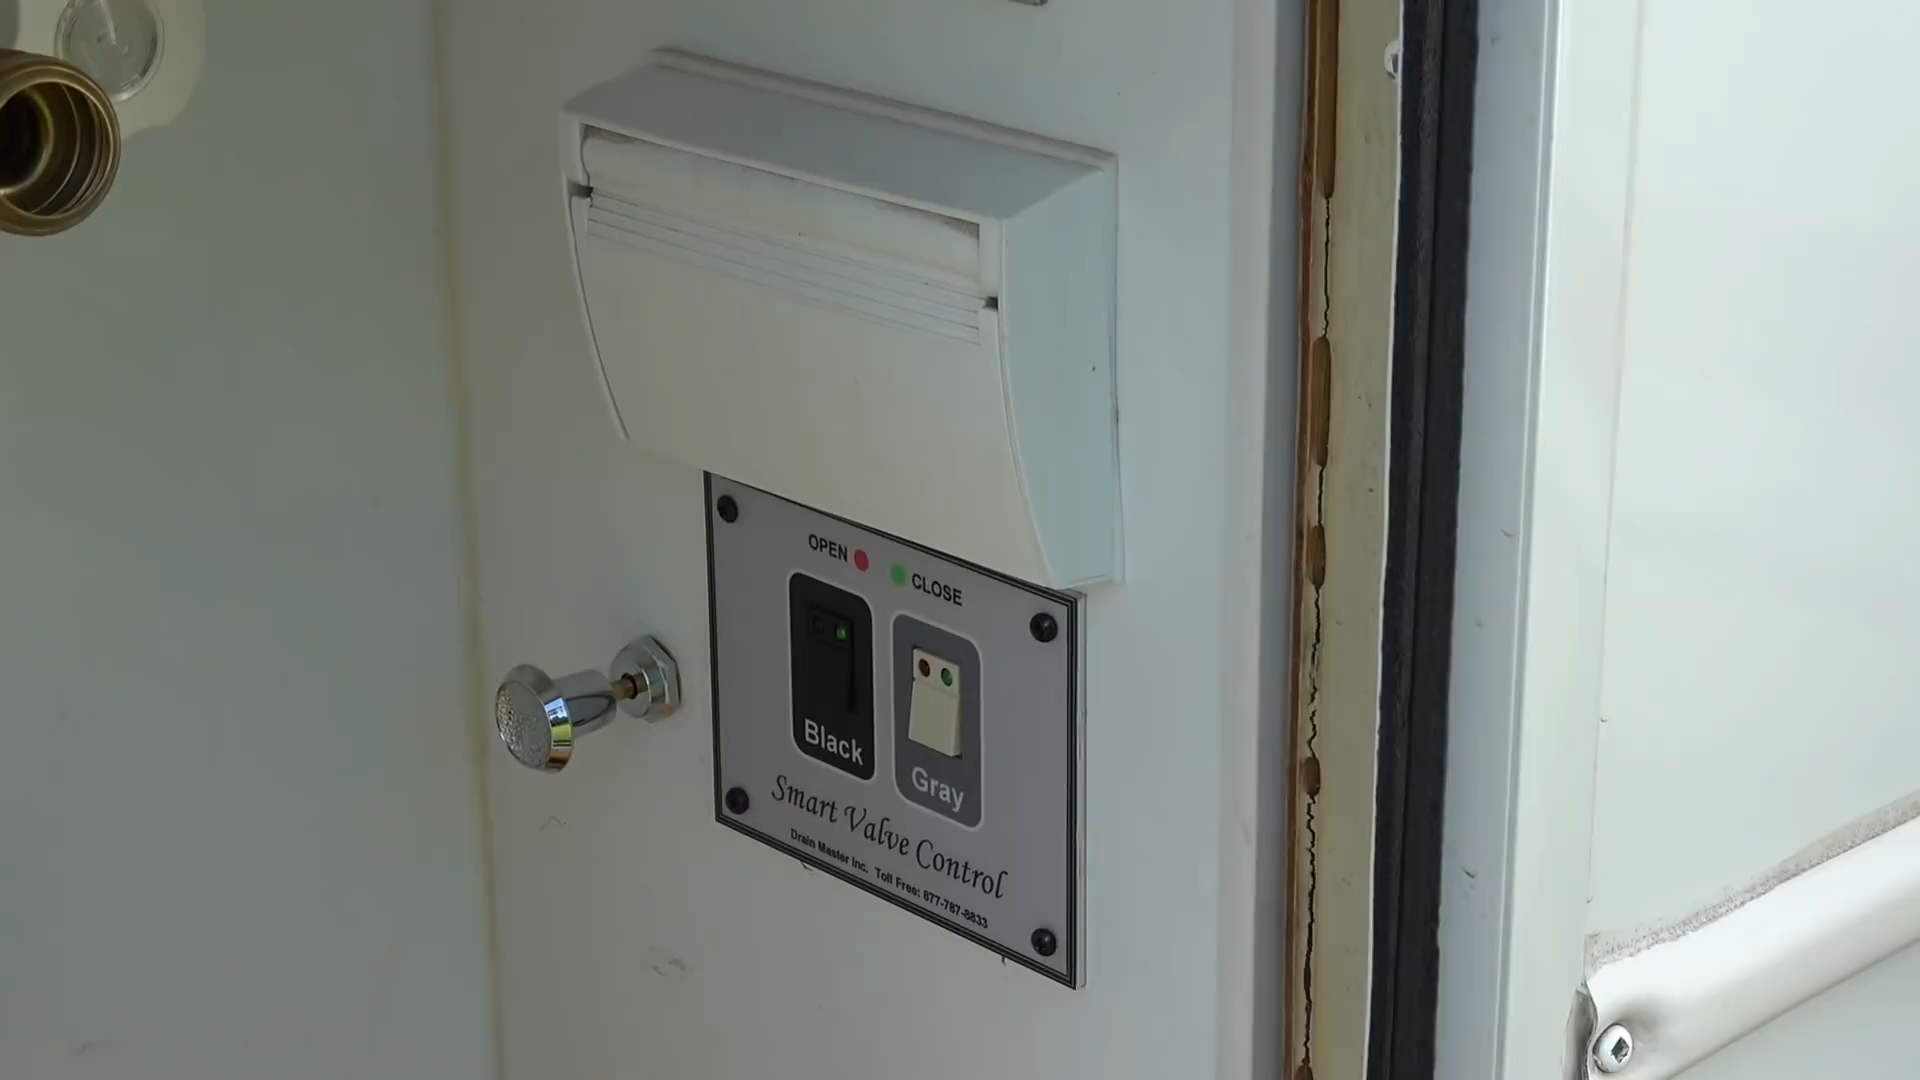 OPEN
CLOSE
Black
Gray
Smart Valve Control
Drain Master Inc. Toll Free: 877-787-8833